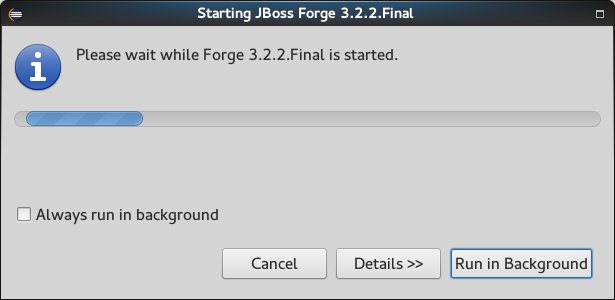 Starting JBoss Forge 3.2.2.Final
Please wait while Forge 3.2.2.Final is started.
Always run in background
Cancel
Details >>
Run in Background